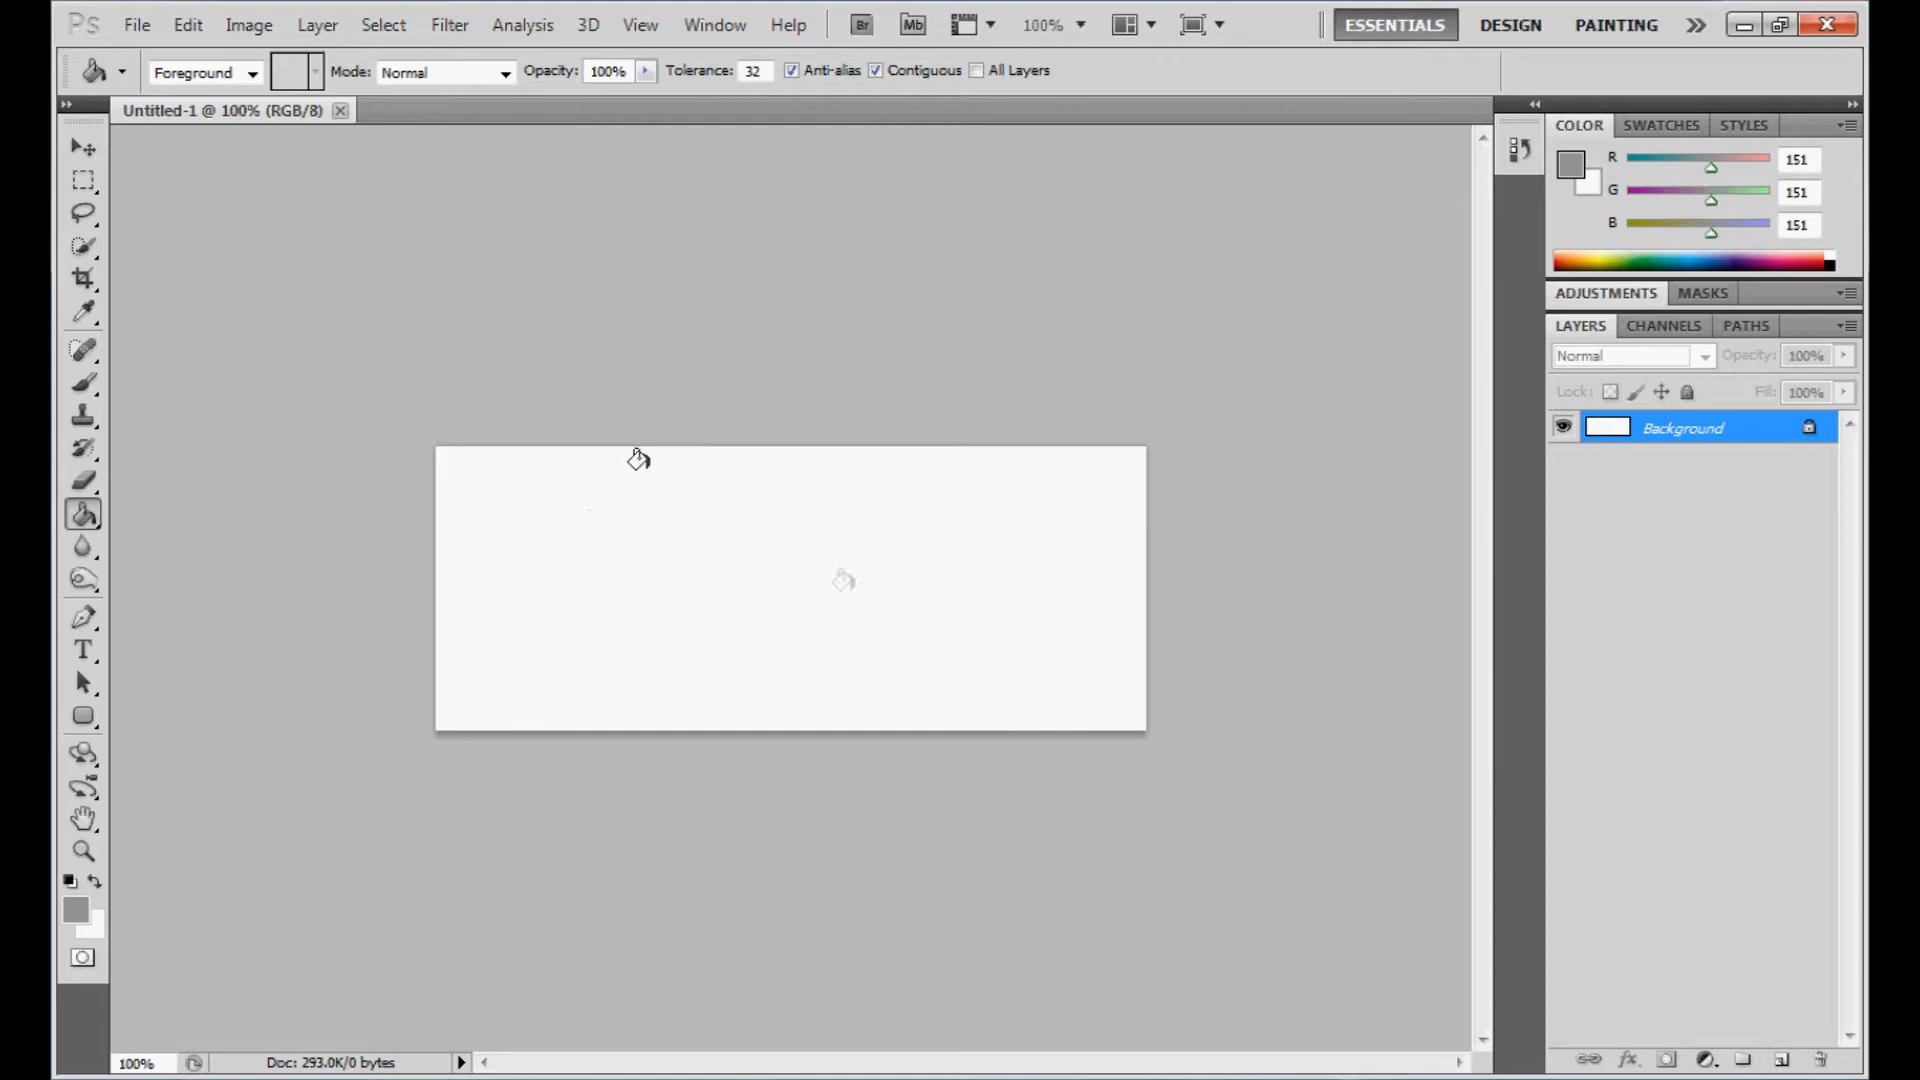 Ps File Edit Image Layer Select Filter Analysis 3D View Window Help Br Mb 100% ESSENTIALS DESIGN PAINTING
Foreground Mode: Normal Opacity: 100% Tolerance: 32 Anti-alias Contiguous All Layers
Untitled-1 @ 100% (RGB/8)
COLOR SWATCHES STYLES
R 151
G 151
B 151
ADJUSTMENTS MASKS
LAYERS CHANNELS PATHS
Normal Opacity: 100%
Lock: Fill: 100%
Background
T
100% Doc: 293.0K/0 bytes
fx